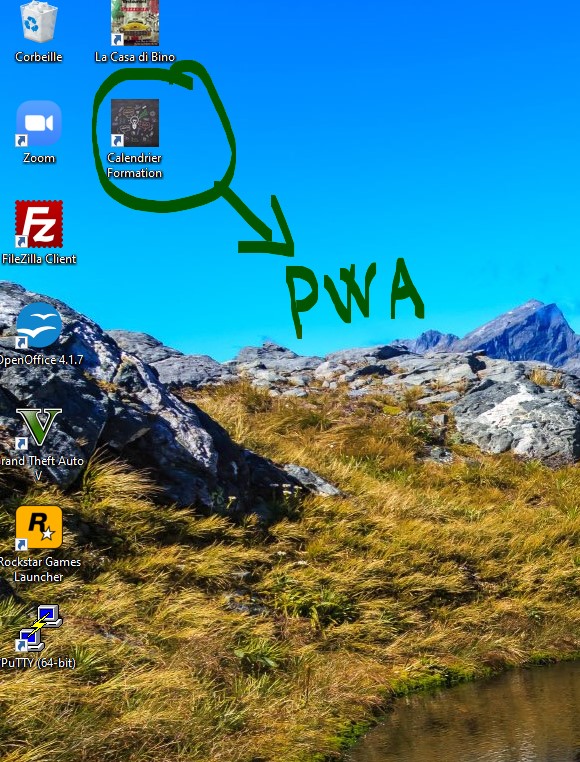 Corbeille
La Casa di Bino
Zoom
Calendrier
Formation
FileZilla Client
PWA
OpenOffice 4.1.7
rand Theft Auto
V
Rockstar Games
Launcher
PuTTY (64-bit)